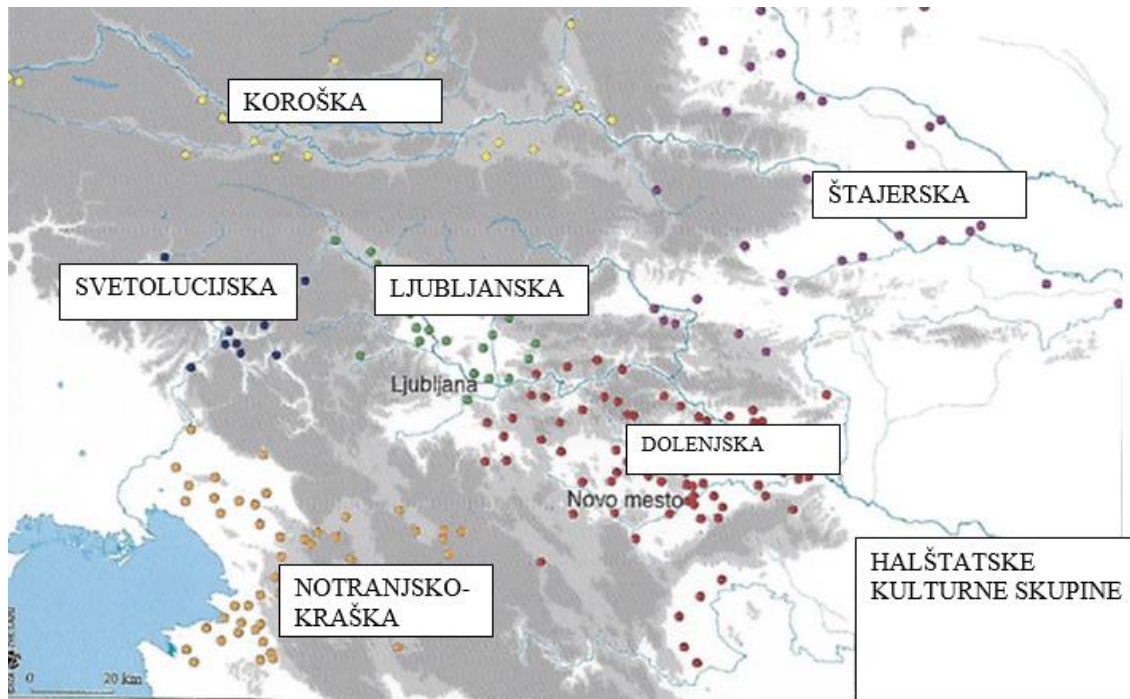 KOROŠKA
ŠTAJERSKA
SVETOLUCIJSKA
LJUBLJANSKA
Ljubljana
DOLENJSKA
Novo mesto
NOTRANJSKO-
KRAŠKA
HALŠTATSKE
KULTURNE SKUPINE
0 20 km